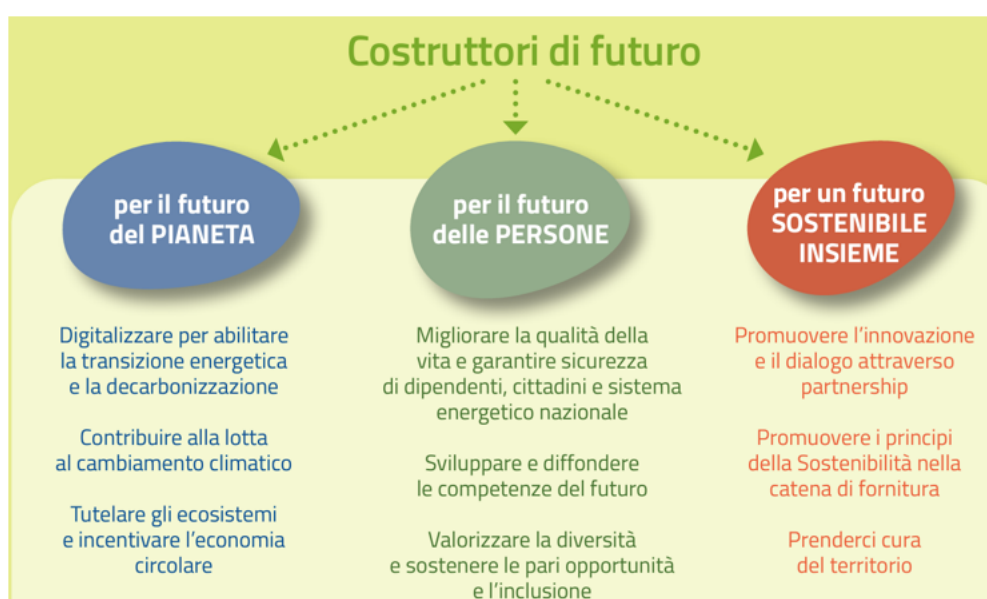 Costruttori di futuro
per il futuro
del PIANETA
Digitalizzare per abilitare
la transizione energetica
e la decarbonizzazione
Contribuire alla lotta
al cambiamento climatico
Tutelare gli ecosistemi
e incentivare l'economia
circolare
per il futuro
delle PERSONE
Migliorare la qualità della
vita e garantire sicurezza
di dipendenti, cittadini e sistema
energetico nazionale
Sviluppare e diffondere
le competenze del futuro
Valorizzare la diversità
e sostenere le pari opportunità
e l'inclusione
per un futuro
SOSTENIBILE
INSIEME
Promuovere l'innovazione
e il dialogo attraverso
partnership
Promuovere i principi
della Sostenibilità nella
catena di fornitura
Prenderci cura
del territorio